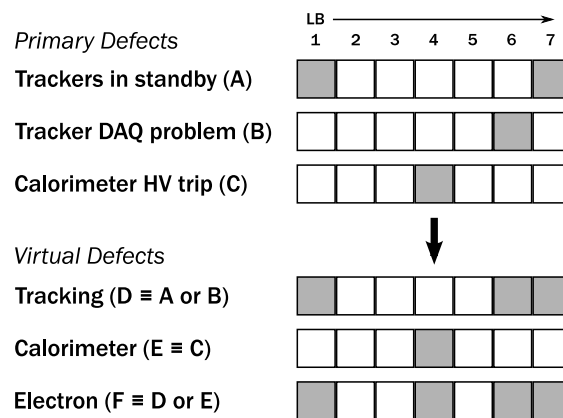 LB
Primary Defects 1 2 3 4 5 6 7
Trackers in standby (A)
Tracker DAQ problem (B)
Calorimeter HV trip (C)
Virtual Defects
Tracking (D ≡ A or B)
Calorimeter (E ≡ C)
Electron (F ≡ D or E)